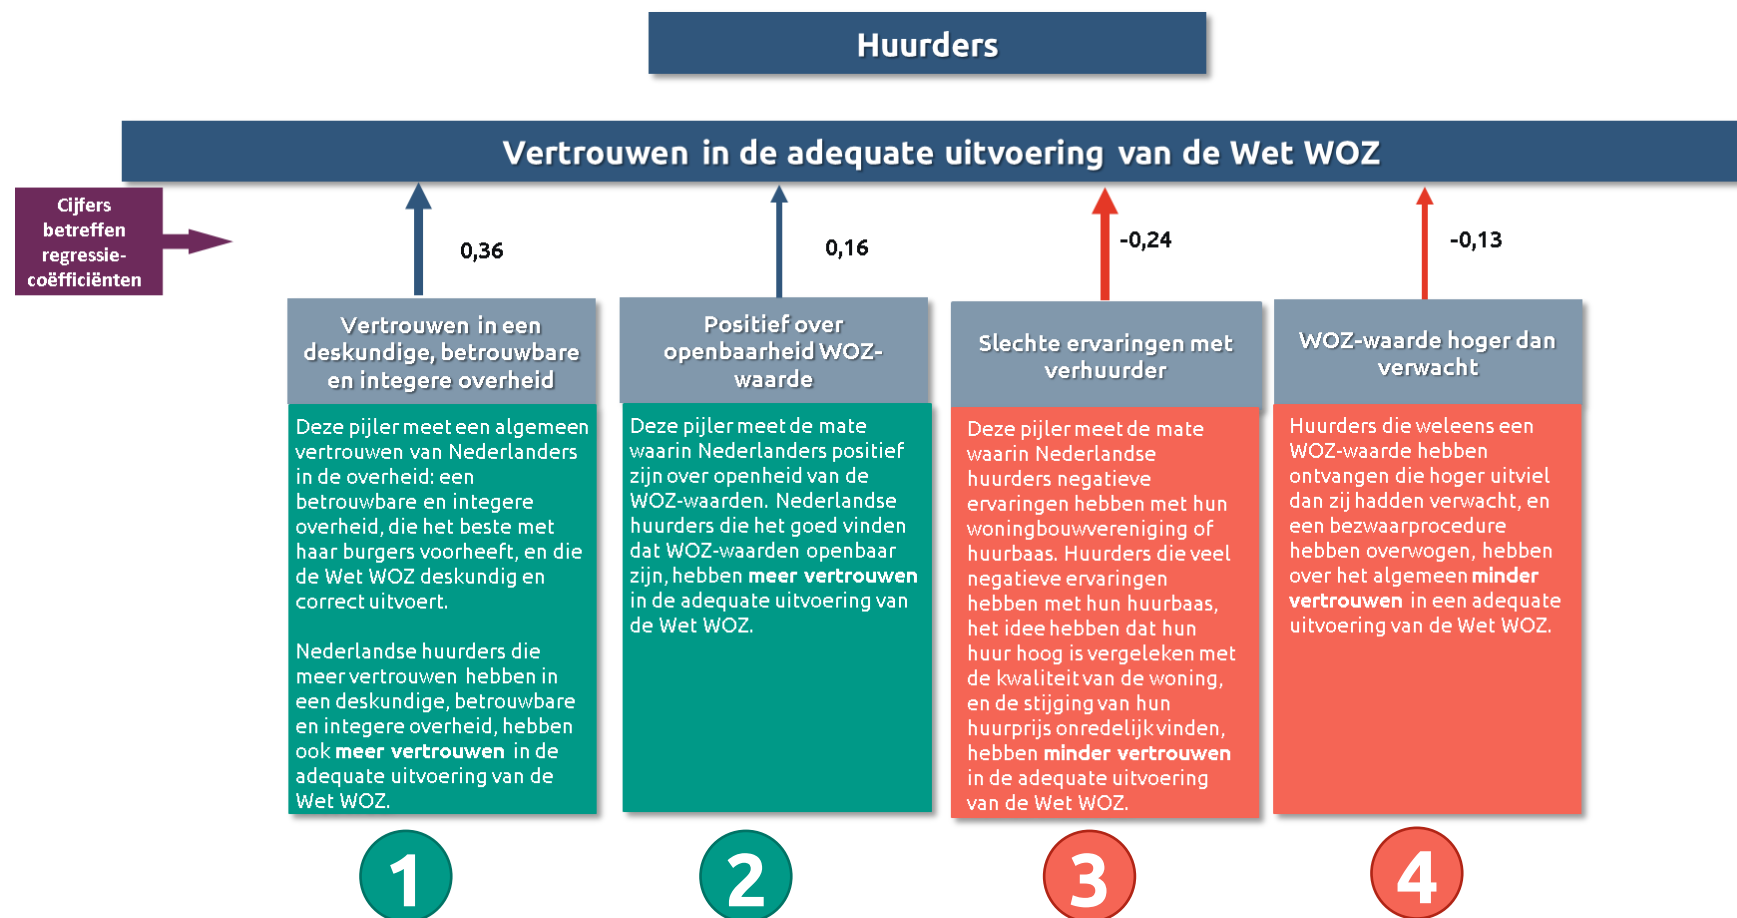 Huurders
Vertrouwen in de adequate uitvoering van de Wet WOZ
Cijfers
betreffen
regressie-
coëfficiënten
0,36
0,16
-0,24
-0,13
Vertrouwen in een
deskundige, betrouwbare
en integere overheid
Deze pijler meet een algemeen
vertrouwen van Nederlanders
in de overheid: een
betrouwbare en integere
overheid, die het beste met
haar burgers voorheeft, en die
de Wet WOZ deskundig en
correct uitvoert.
Nederlandse huurders die
meer vertrouwen hebben in
een deskundige, betrouwbare
en integere overheid, hebben
ook meer vertrouwen in de
adequate uitvoering van de
Wet WOZ.
1
Positief over
openbaarheid WOZ-
waarde
Deze pijler meet de mate
waarin Nederlanders positief
zijn over openheid van de
WOZ-waarden. Nederlandse
huurders die het goed vinden
dat WOZ-waarden openbaar
zijn, hebben meer vertrouwen
in de adequate uitvoering van
de Wet WOZ.
2
Slechte ervaringen met
verhuurder
Deze pijler meet de mate
waarin Nederlandse
huurders negatieve
ervaringen hebben met hun
woningbouwvereniging of
huurbaas. Huurders die veel
negatieve ervaringen
hebben met hun huurbaas,
het idee hebben dat hun
huur hoog is vergeleken met
de kwaliteit van de woning,
en de stijging van hun
huurprijs onredelijk vinden,
hebben minder vertrouwen
in de adequate uitvoering
van de Wet WOZ.
3
WOZ-waarde hoger dan
verwacht
Huurders die weleens een
WOZ-waarde hebben
ontvangen die hoger uitviel
dan zij hadden verwacht, en
een bezwaarprocedure
hebben overwogen, hebben
over het algemeen minder
vertrouwen in een adequate
uitvoering van de Wet WOZ.
4